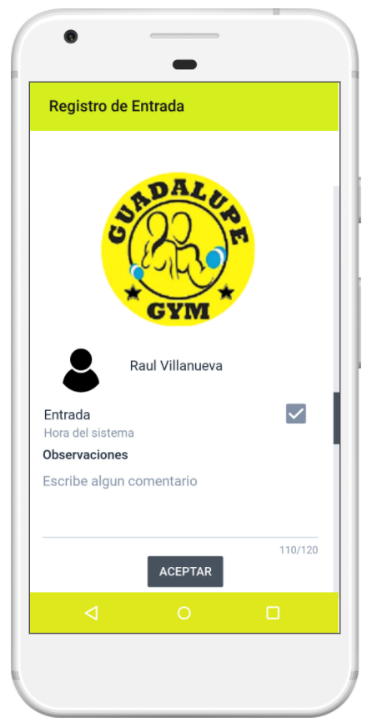 Registro de Entrada
GUADALUPE
GYM
Raul Villanueva
Entrada
Hora del sistema
Observaciones
Escribe algun comentario
110/120
ACEPTAR